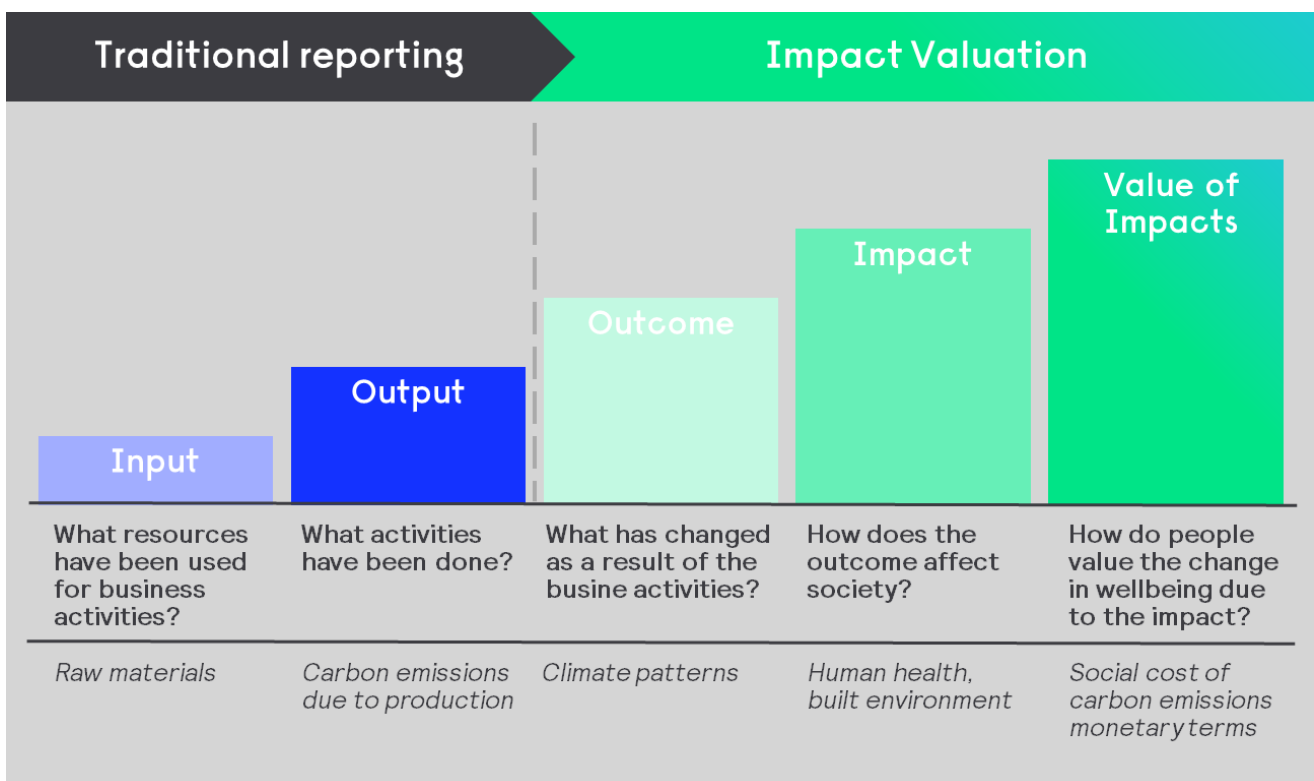 Traditional reporting
Impact Valuation
Input
Output
Outcome
Impact
Value of
Impacts
What resources
have been used
for business
activities?
What activities
have been done?
What has changed
as a result of the
busine activities?
How does the
outcome affect
society?
How do people
value the change
in wellbeing due
to the impact?
Raw materials
Carbon emissions
due to production
Climate patterns
Human health,
built environment
Social cost of
carbon emissions
monetary terms